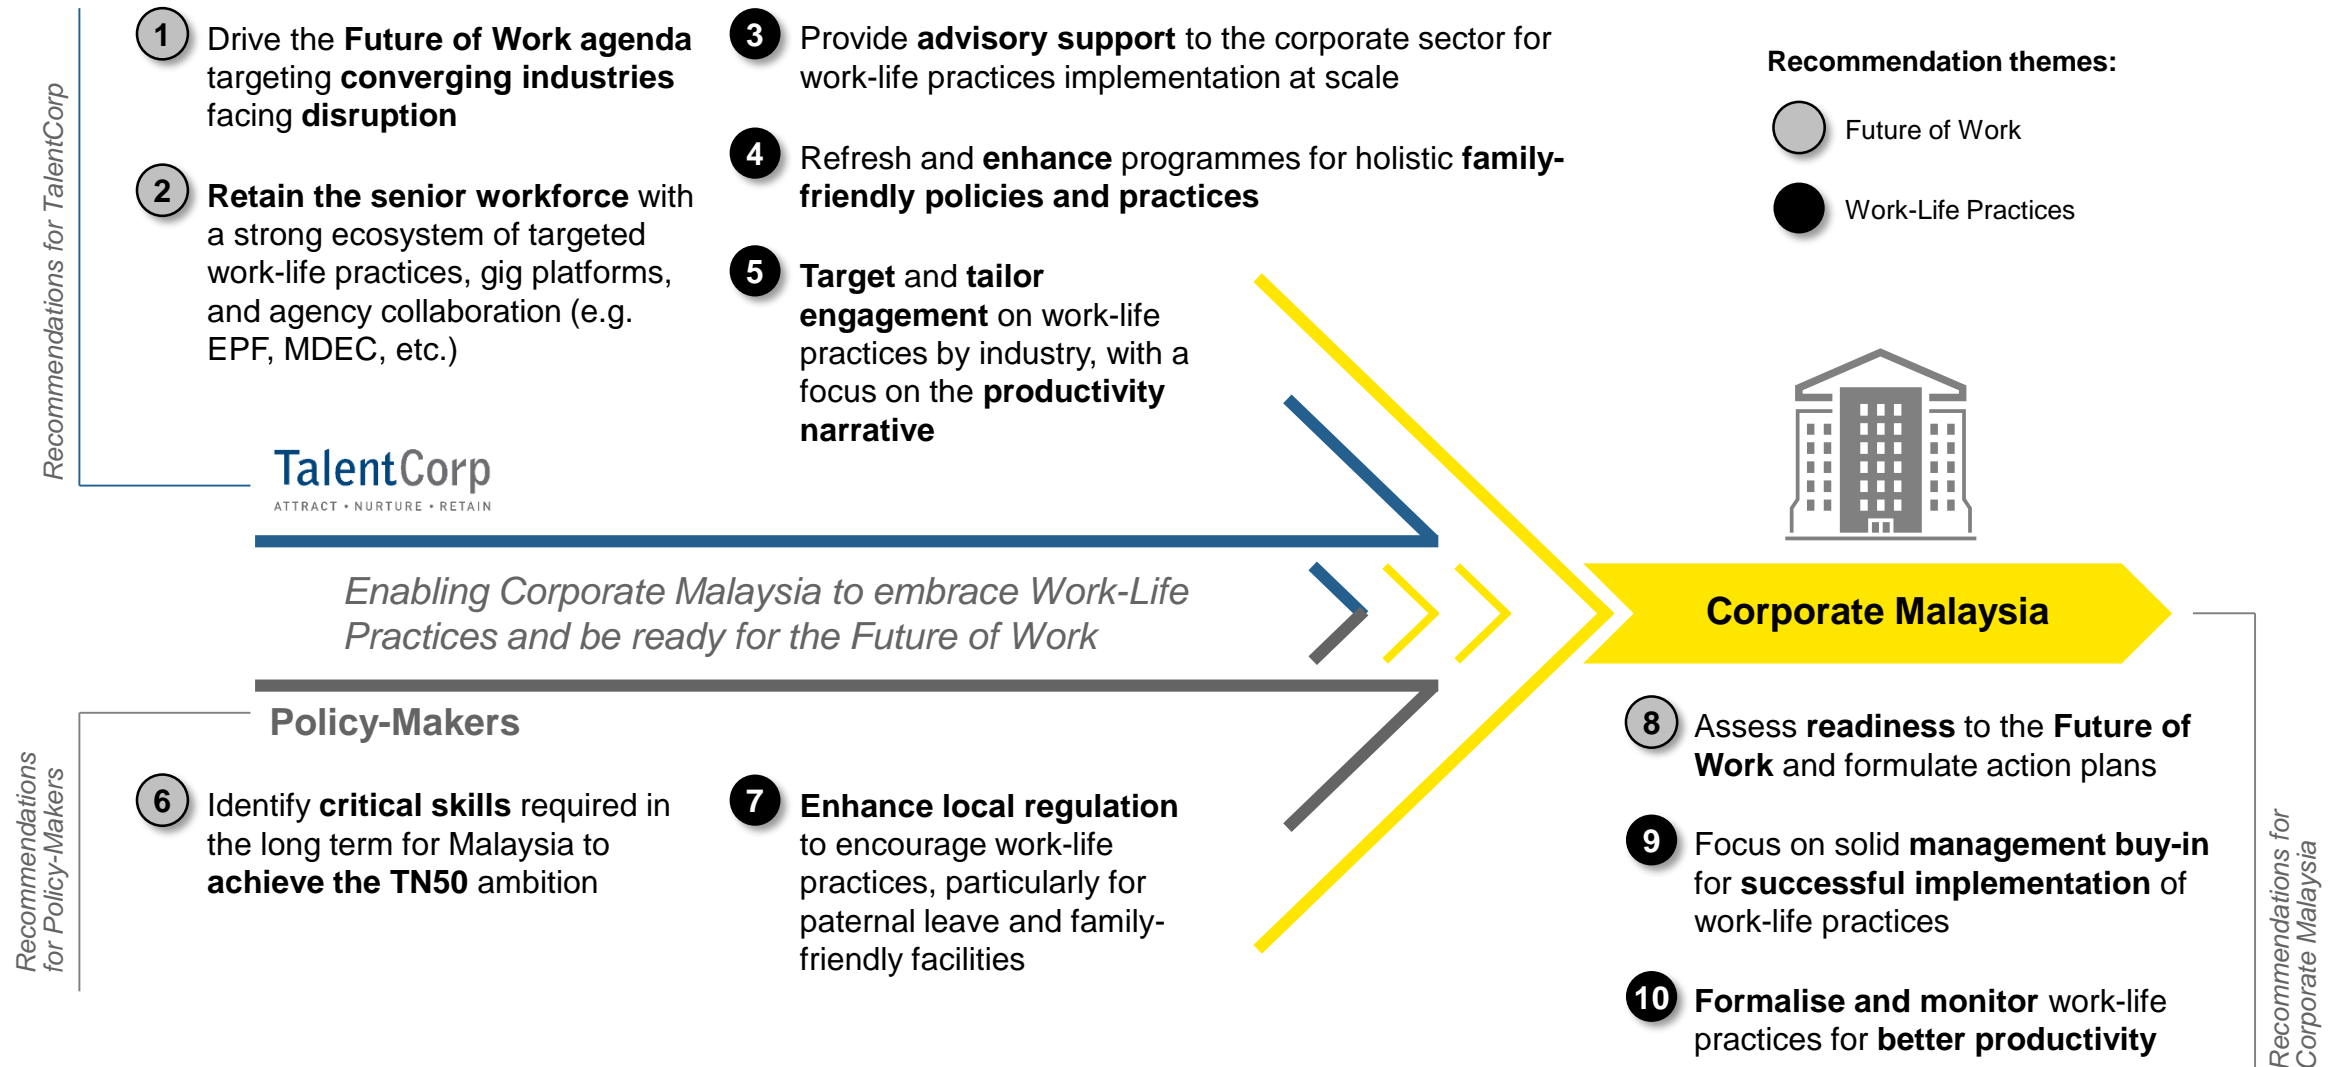 Recommendations for TalentCorp
1
Drive the Future of Work agenda
targeting converging industries
facing disruption
2
Retain the senior workforce with
a strong ecosystem of targeted
work-life practices, gig platforms,
and agency collaboration (e.g.
EPF, MDEC, etc.)
3
Provide advisory support to the corporate sector for
work-life practices implementation at scale
4
Refresh and enhance programmes for holistic family-
friendly policies and practices
5
Target and tailor
engagement on work-life
practices by industry, with a
focus on the productivity
narrative
Recommendation themes:
Future of Work
Work-Life Practices
TalentCorp
ATTRACT • NURTURE • RETAIN
Enabling Corporate Malaysia to embrace Work-Life
Practices and be ready for the Future of Work
Corporate Malaysia
Policy-Makers
Recommendations
for Policy-Makers
6
Identify critical skills required in
the long term for Malaysia to
achieve the TN50 ambition
7
Enhance local regulation
to encourage work-life
practices, particularly for
paternal leave and family-
friendly facilities
8
Assess readiness to the Future of
Work and formulate action plans
9
Focus on solid management buy-in
for successful implementation of
work-life practices
10
Formalise and monitor work-life
practices for better productivity
Recommendations for
Corporate Malaysia